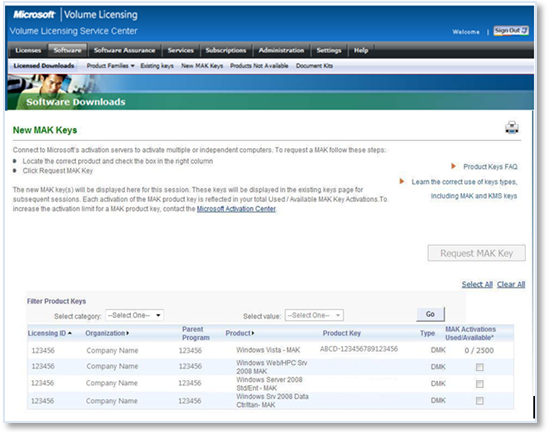 Microsoft Volume Licensing
Volume Licensing Service Center
Welcome | Sign Out
Licenses Software Software Assurance Services Subscriptions Administration Settings Help
Licensed Downloads Product Families Existing keys New MAK Keys Products Not Available Document Kits
Software Downloads
New MAK Keys
Connect to Microsoft's activation servers to activate multiple or independent computers. To request a MAK follow these steps:
Locate the correct product and check the box in the right column
Click Request MAK Key
Product Keys FAQ
Learn the correct use of keys types,
including MAK and KMS keys
The new MAK key(s) will be displayed here for this session. These keys will be displayed in the existing keys page for
subsequent sessions. Each activation of the MAK product key is reflected in your total Used / Available MAK Key Activations.To
increase the activation limit for a MAK product key, contact the Microsoft Activation Center.
Request MAK Key
Select All Clear All
Filter Product Keys
Select category: --Select One-- Select value: --Select One-- Go
Licensing ID Organization Parent Program Product Product Key Type MAK Activations Used/Available*
123456 Company Name 123456 Windows Vista - MAK ABCD-123456789123456 DMK 0 / 2500
123456 Company Name 123456 Windows Web/HPC Srv 2008 MAK DMK
123456 Company Name 123456 Windows Server 2008 Std/Ent - MAK DMK
123456 Company Name 123456 Windows Srv 2008 Data Ctr/Itan- MAK DMK